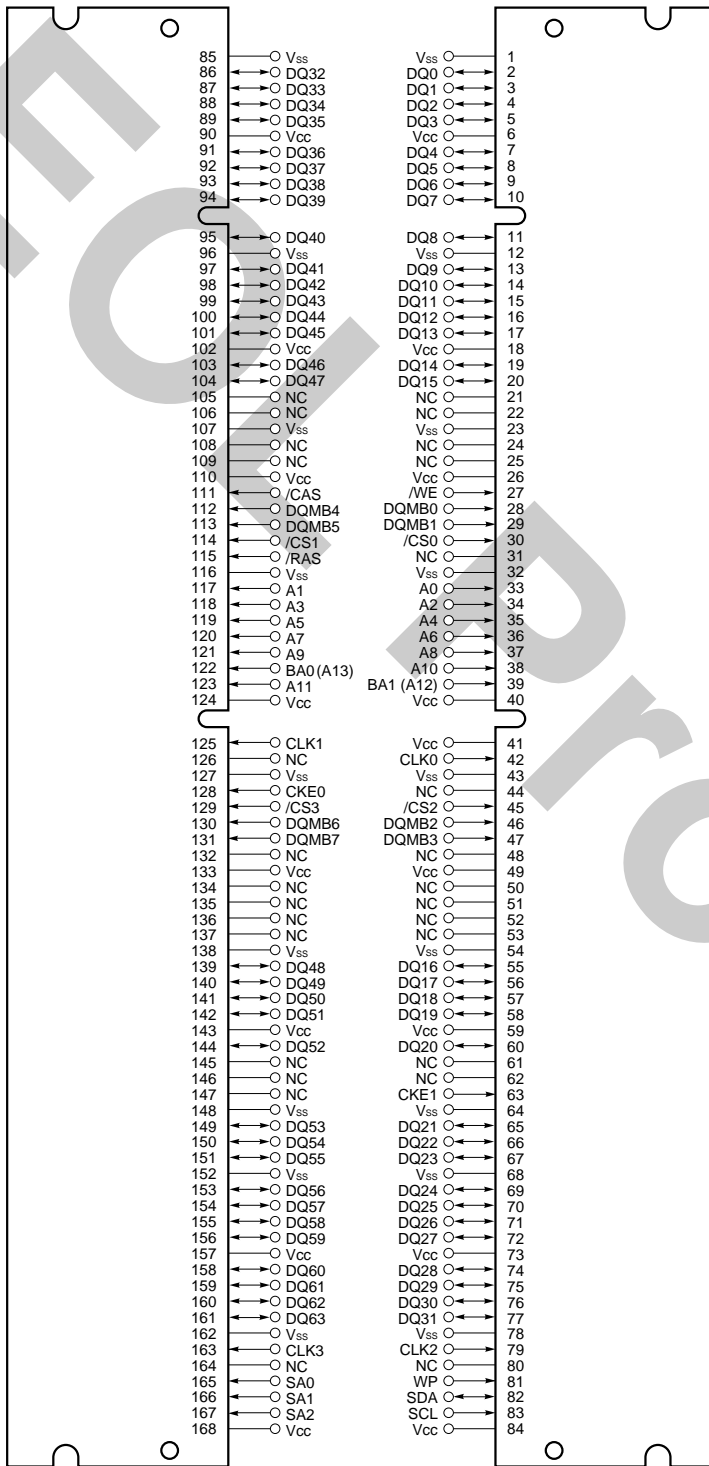 85 Vss Vss 1
86 DQ32 DQ0 2
87 DQ33 DQ1 3
88 DQ34 DQ2 4
89 DQ35 DQ3 5
90 Vcc Vcc 6
91 DQ36 DQ4 7
92 DQ37 DQ5 8
93 DQ38 DQ6 9
94 DQ39 DQ7 10
95 DQ40 DQ8 11
96 Vss Vss 12
97 DQ41 DQ9 13
98 DQ42 DQ10 14
99 DQ43 DQ11 15
100 DQ44 DQ12 16
101 DQ45 DQ13 17
102 Vcc Vcc 18
103 DQ46 DQ14 19
104 DQ47 DQ15 20
105 NC NC 21
106 NC NC 22
107 Vss Vss 23
108 NC NC 24
109 NC NC 25
110 Vcc Vcc 26
111 /CAS /WE 27
112 DQMB4 DQMB0 28
113 DQMB5 DQMB1 29
114 /CS1 /CS0 30
115 /RAS NC 31
116 Vss Vss 32
117 A1 A0 33
118 A3 A2 34
119 A5 A4 35
120 A7 A6 36
121 A9 A8 37
122 BA0 (A13) A10 38
123 A11 BA1 (A12) 39
124 Vcc Vcc 40
125 CLK1 Vcc 41
126 NC CLK0 42
127 Vss Vss 43
128 CKE0 NC 44
129 /CS3 /CS2 45
130 DQMB6 DQMB2 46
131 DQMB7 DQMB3 47
132 NC NC 48
133 Vcc Vcc 49
134 NC NC 50
135 NC NC 51
136 NC NC 52
137 NC NC 53
138 Vss Vss 54
139 DQ48 DQ16 55
140 DQ49 DQ17 56
141 DQ50 DQ18 57
142 DQ51 DQ19 58
143 Vcc Vcc 59
144 DQ52 DQ20 60
145 NC NC 61
146 NC NC 62
147 NC CKE1 63
148 Vss Vss 64
149 DQ53 DQ21 65
150 DQ54 DQ22 66
151 DQ55 DQ23 67
152 Vss Vss 68
153 DQ56 DQ24 69
154 DQ57 DQ25 70
155 DQ58 DQ26 71
156 DQ59 DQ27 72
157 Vcc Vcc 73
158 DQ60 DQ28 74
159 DQ61 DQ29 75
160 DQ62 DQ30 76
161 DQ63 DQ31 77
162 Vss Vss 78
163 CLK3 CLK2 79
164 NC NC 80
165 SA0 WP 81
166 SA1 SDA 82
167 SA2 SCL 83
168 Vcc Vcc 84
EOL Pro